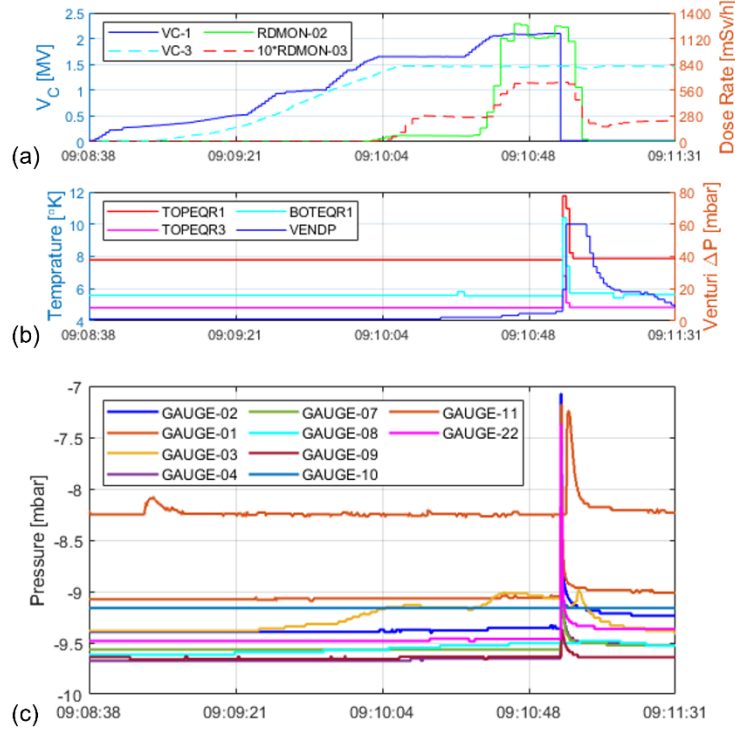 (a)
V_C [MV]
2.5
2
1.5
1
0.5
0
VC-1
RDMON-02
VC-3
10*RDMON-03
1400
1120
840
560
280
0
Dose Rate [mSv/h]
09:08:38
09:09:21
09:10:04
09:10:48
09:11:31
(b)
Temprature [°K]
12
10
8
6
4
TOPEQR1
BOTEQR1
TOPEQR3
VENDP
80
60
40
20
0
Venturi ΔP [mbar]
09:08:38
09:09:21
09:10:04
09:10:48
09:11:31
(c)
Pressure [mbar]
-7
-7.5
-8
-8.5
-9
-9.5
-10
GAUGE-02
GAUGE-07
GAUGE-11
GAUGE-01
GAUGE-08
GAUGE-22
GAUGE-03
GAUGE-09
GAUGE-04
GAUGE-10
09:08:38
09:09:21
09:10:04
09:10:48
09:11:31